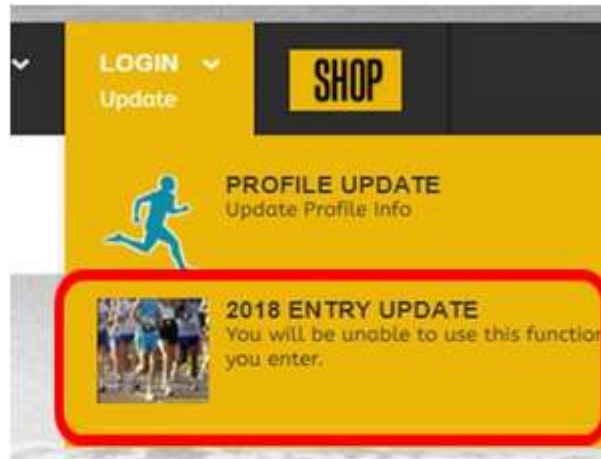 LOGIN
Update
SHOP
PROFILE UPDATE
Update Profile Info
2018 ENTRY UPDATE
You will be unable to use this function
you enter.